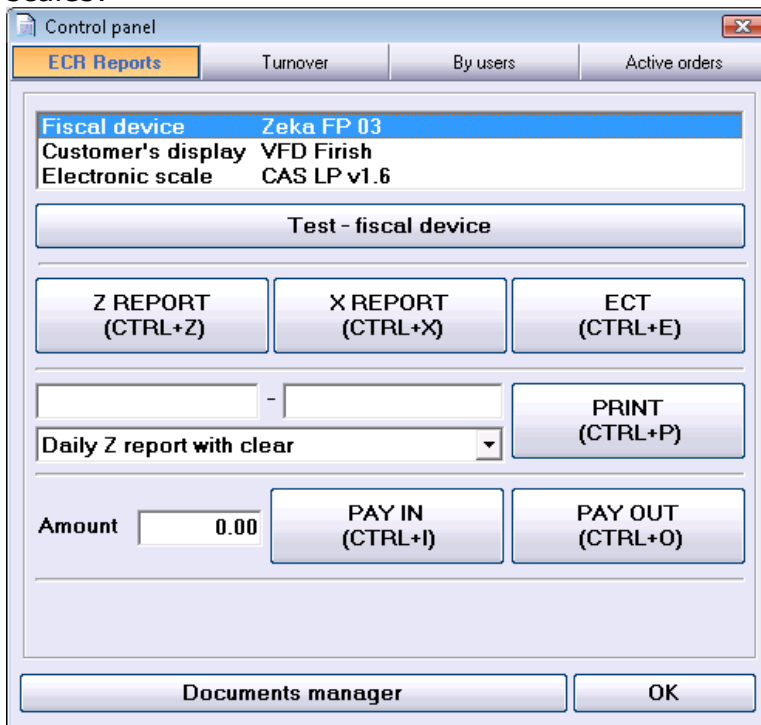 Control panel
ECR Reports Turnover By users Active orders
Fiscal device Zeka FP 03
Customer's display VFD Firish
Electronic scale CAS LP v1.6
Test - fiscal device
Z REPORT X REPORT ECT
(CTRL+Z) (CTRL+X) (CTRL+E)
-
PRINT
(CTRL+P)
Daily Z report with clear
Amount 0.00
PAY IN PAY OUT
(CTRL+I) (CTRL+O)
Documents manager OK